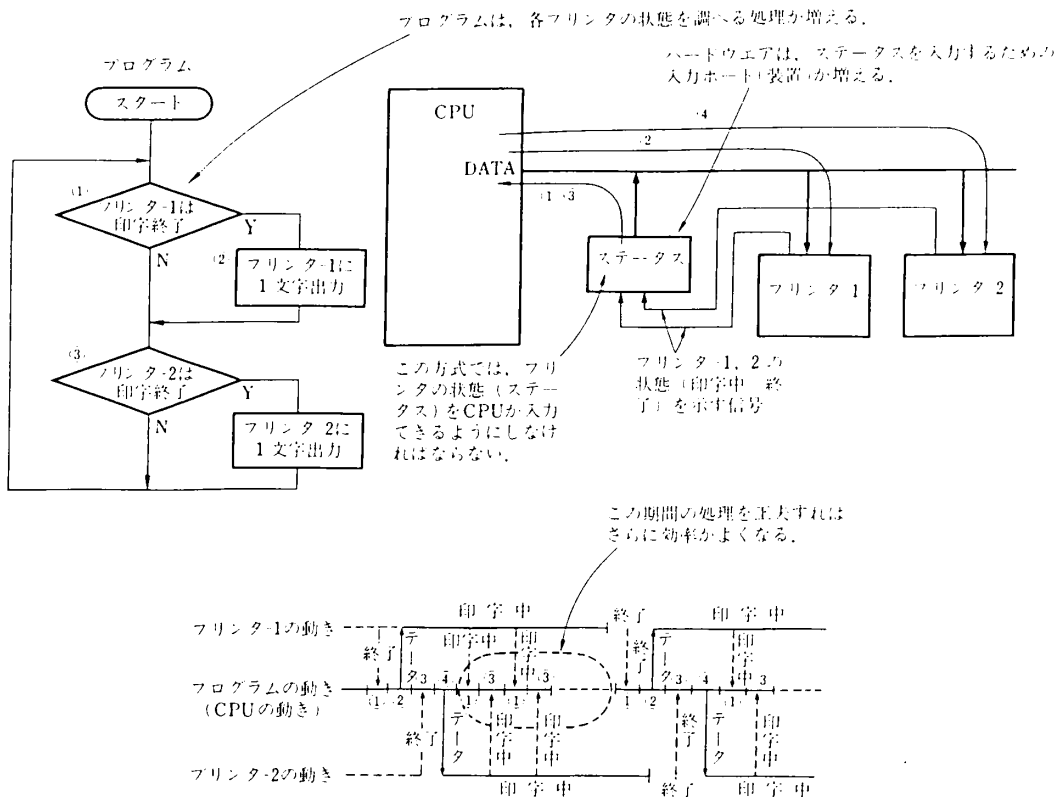 プログラムは，各プリンタの状態を調べる処理が増える．
ハードウエアは，ステータスを入力するための
入力ポート(装置)が増える．
プログラム
スタート
(1)
プリンタ-1は
印字終了
Y
N
(2)
プリンタ-1に
1文字出力
(3)
プリンタ-2は
印字終了
Y
N
プリンタ-2に
1文字出力
CPU
DATA
(4)
(2)
(1) (3)
ステータス
プリンタ-1
プリンタ-2
この方式では，プリ
ンタの状態（ステー
タス）をCPUが入力
できるようにしなけ
ればならない．
プリンタ-1，2の
状態（印字中 終
了）を示す信号
この期間の処理を工夫すれば
さらに効率がよくなる．
プリンタ-1の動き
終了
データ
印字中
印字中
印字中
終了
終了
データ
印字中
印字中
プログラムの動き
(CPUの動き)
(1) (2) (3) (4) (1) (3) (1) (3)
(1) (2) (3) (4) (1) (3)
プリンタ-2の動き
終了
データ
印字中
印字中
印字中
終了
終了
データ
印字中
印字中